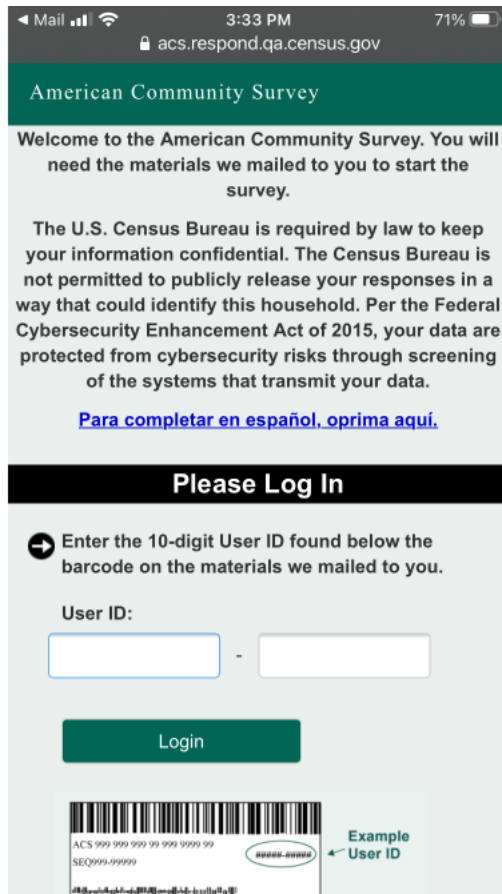 Mail 3:33 PM 71%
acs.respond.qa.census.gov
American Community Survey
Welcome to the American Community Survey. You will
need the materials we mailed to you to start the
survey.
The U.S. Census Bureau is required by law to keep
your information confidential. The Census Bureau is
not permitted to publicly release your responses in a
way that could identify this household. Per the Federal
Cybersecurity Enhancement Act of 2015, your data are
protected from cybersecurity risks through screening
of the systems that transmit your data.
Para completar en español, oprima aquí.
Please Log In
Enter the 10-digit User ID found below the
barcode on the materials we mailed to you.
User ID:
-
Login
ACS 999 999 999 99 999 9999 99
SEQ999-99999
#####-#####
Example
User ID